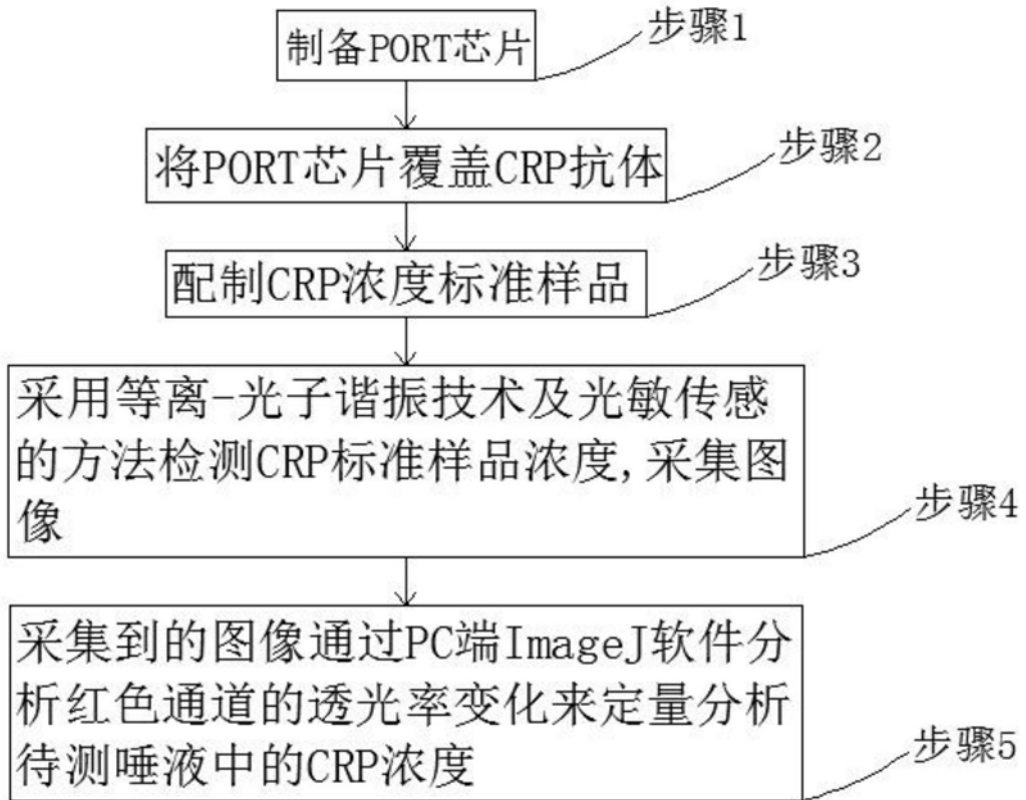 制备PORT芯片
步骤1
将PORT芯片覆盖CRP抗体
步骤2
配制CRP浓度标准样品
步骤3
采用等离-光子谐振技术及光敏传感
的方法检测CRP标准样品浓度,采集图
像
步骤4
采集到的图像通过PC端ImageJ软件分
析红色通道的透光率变化来定量分析
待测唾液中的CRP浓度
步骤5